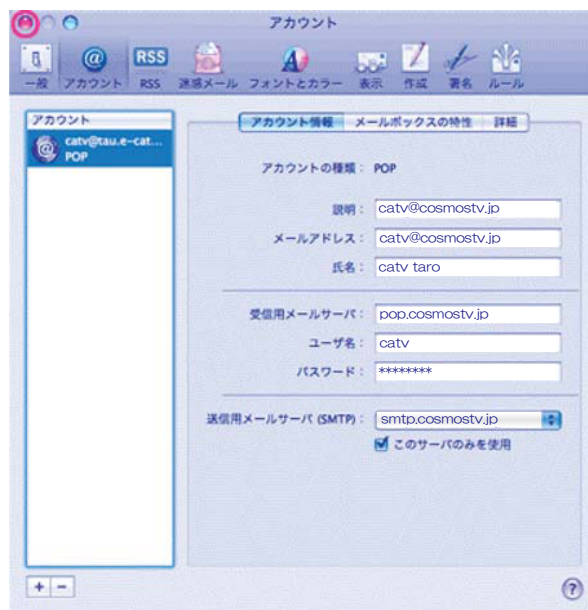 アカウント
一般 アカウント RSS 迷惑メール フォントとカラー 表示 作成 署名 ルール
RSS
アカウント
catv@tau.e-cat...
POP
アカウント情報 メールボックスの特性 詳細
アカウントの種類： POP
説明： catv@cosmostv.jp
メールアドレス： catv@cosmostv.jp
氏名： catv taro
受信用メールサーバ： pop.cosmostv.jp
ユーザ名： catv
パスワード： ********
送信用メールサーバ (SMTP)： smtp.cosmostv.jp
このサーバのみを使用